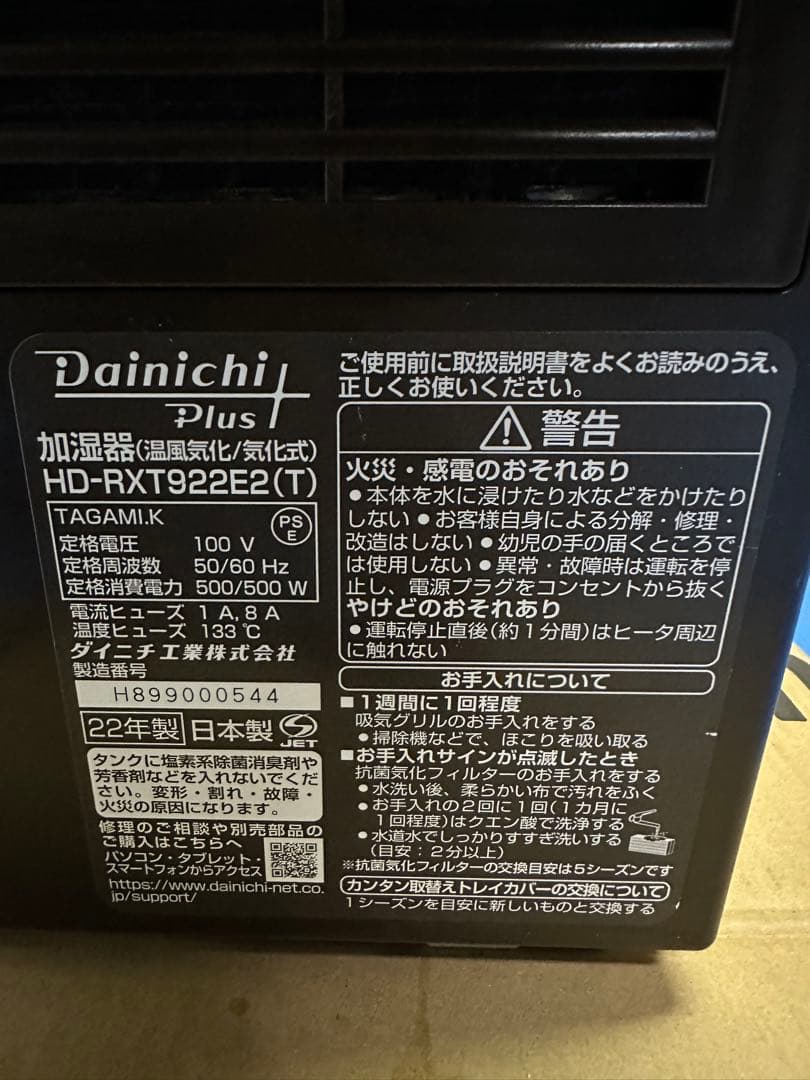 Dainichi
Plus
加湿器(温風気化/気化式)
HD-RXT922E2(T)
TAGAMI.K
PS
E
定格電圧 100 V
定格周波数 50/60 Hz
定格消費電力 500/500 W
電流ヒューズ 1 A, 8 A
温度ヒューズ 133 ℃
ダイニチ工業株式会社
製造番号
H899000544
22年製 日本製
JET
タンクに塩素系除菌消臭剤や
芳香剤などを入れないでくだ
さい。変形・割れ・故障・
火災の原因になります。
修理のご相談や別売部品の
ご購入はこちらへ
パソコン・タブレット・
スマートフォンからアクセス
https://www.dainichi-net.co.
jp/support/
ご使用前に取扱説明書をよくお読みのうえ、
正しくお使いください。
警告
火災・感電のおそれあり
●本体を水に浸けたり水などをかけたり
しない ●お客様自身による分解・修理・
改造はしない ●幼児の手の届くところで
は使用しない ●異常・故障時は運転を停
止し、電源プラグをコンセントから抜く
やけどのおそれあり
●運転停止直後(約1分間)はヒータ周辺
に触れない
お手入れについて
■1週間に1回程度
吸気グリルのお手入れをする
●掃除機などで、ほこりを吸い取る
■お手入れサインが点滅したとき
抗菌気化フィルターのお手入れをする
●水洗い後、柔らかい布で汚れをふく
●お手入れの2回に1回(1カ月に
1回程度)はクエン酸で洗浄する
●水道水でしっかりすすぎ洗いする
(目安：2分以上)
※抗菌気化フィルターの交換目安は5シーズンです
カンタン取替えトレイカバーの交換について
1シーズンを目安に新しいものと交換する